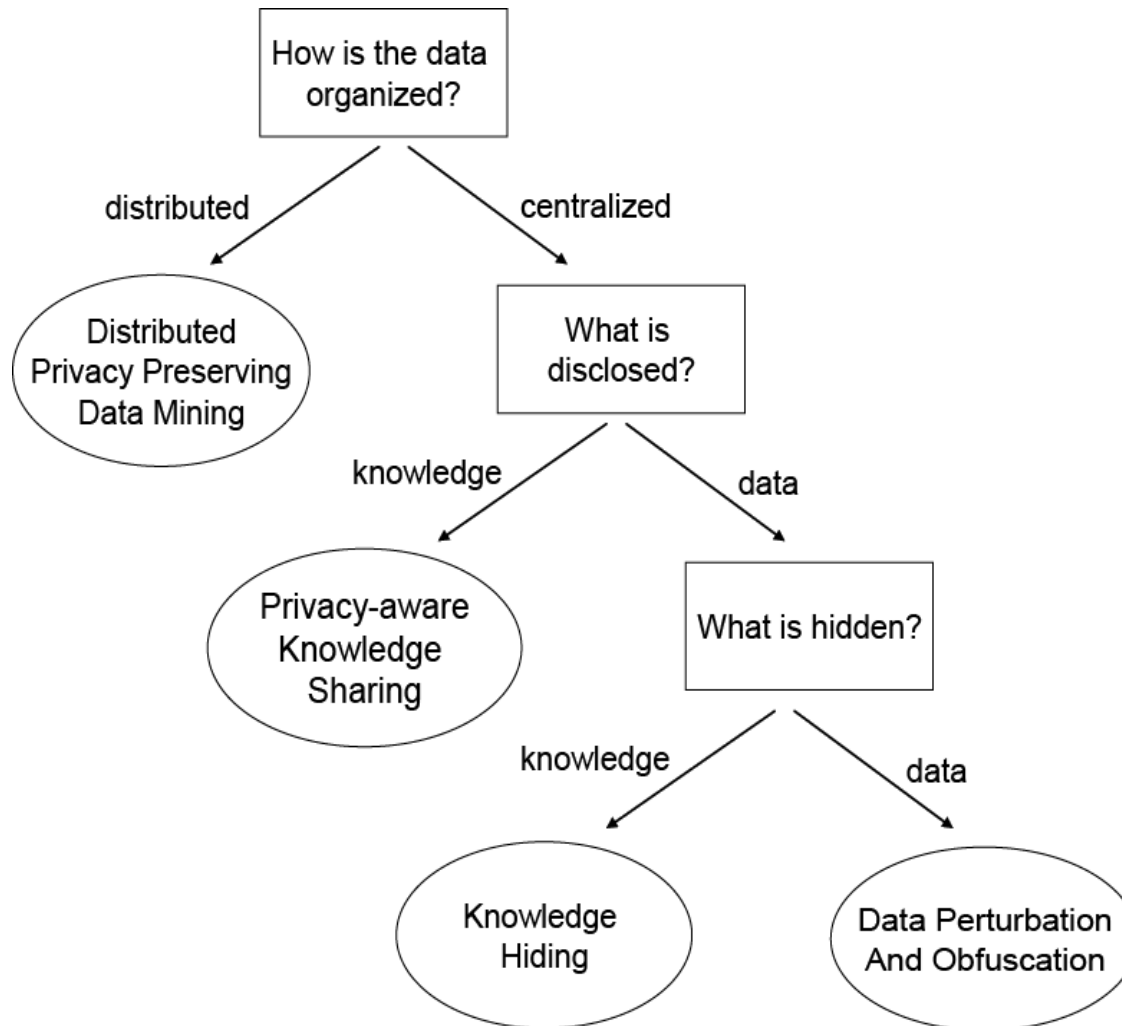 How is the data
organized?
distributed
centralized
Distributed
Privacy Preserving
Data Mining
What is
disclosed?
knowledge
data
Privacy-aware
Knowledge
Sharing
What is hidden?
knowledge
data
Knowledge
Hiding
Data Perturbation
And Obfuscation